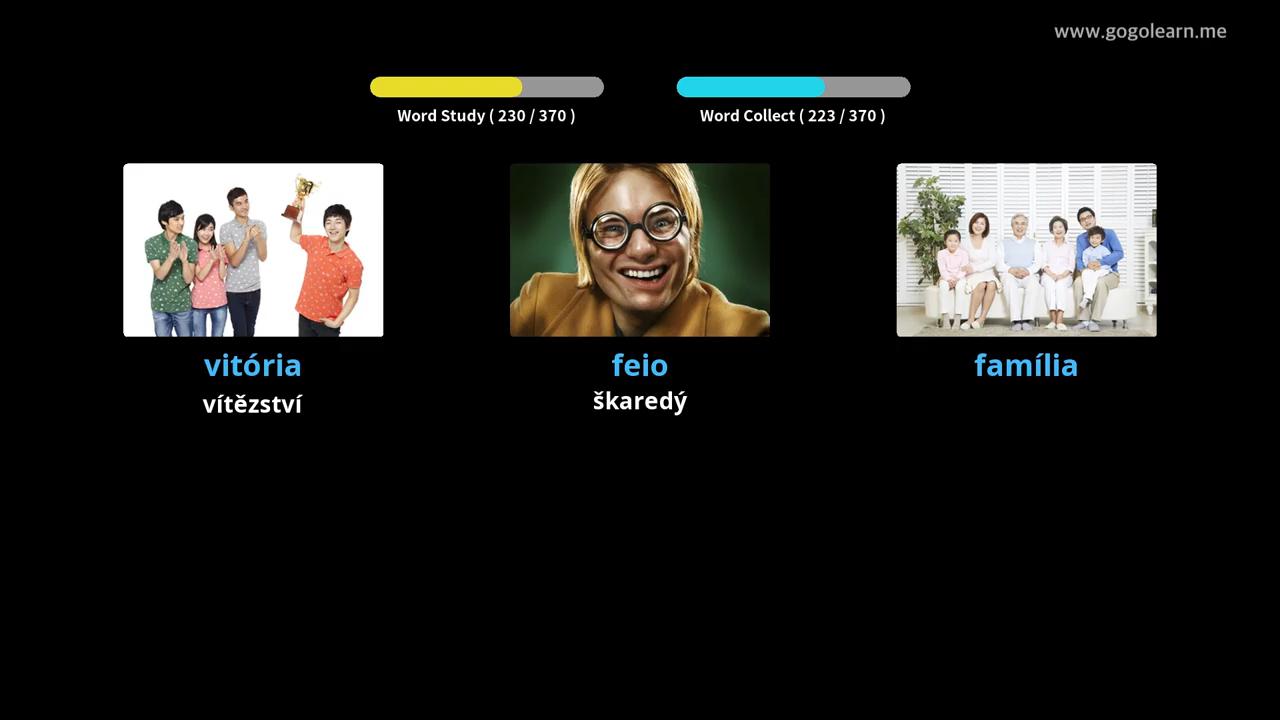 www.gogolearn.me
Word Study ( 230 / 370 )
Word Collect ( 223 / 370 )
vitória
vítězství
feio
škaredý
família